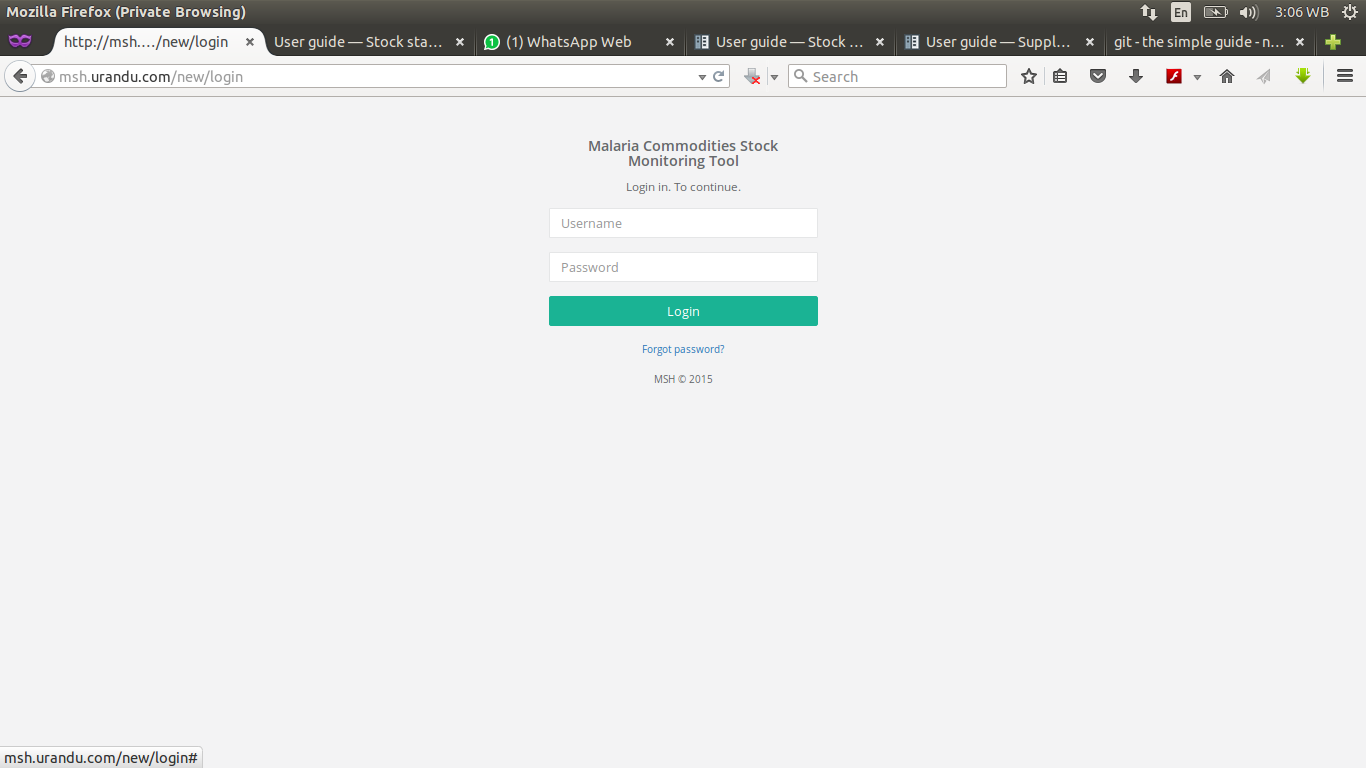 Mozilla Firefox (Private Browsing)
En
3:06 WB
http://msh.…/new/login
User guide — Stock sta…
1
(1) WhatsApp Web
User guide — Stock …
User guide — Suppl…
git - the simple guide - n…
msh.urandu.com/new/login
Search
Malaria Commodities Stock
Monitoring Tool
Login in. To continue.
Username
Password
Login
Forgot password?
MSH © 2015
msh.urandu.com/new/login#